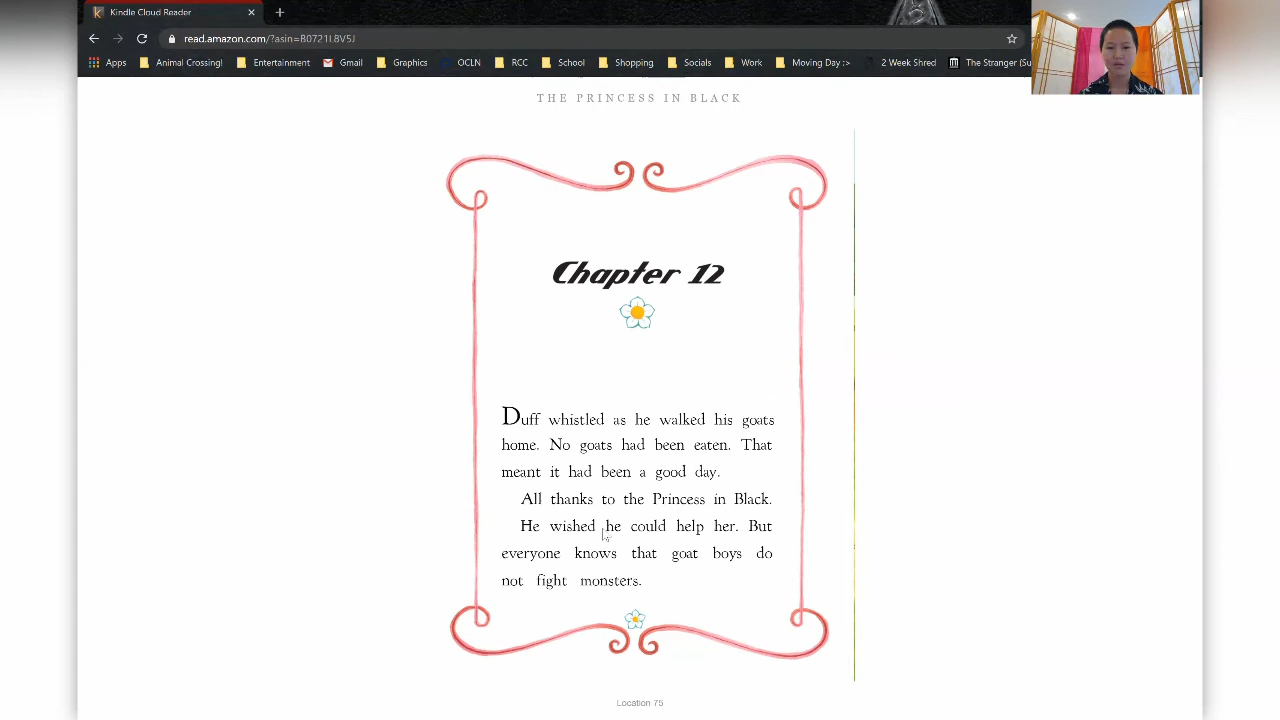 Kindle Cloud Reader
read.amazon.com/?asin=B0721L8V5J
Apps Animal Crossing! Entertainment Gmail Graphics OCLN RCC School Shopping Socials Work Moving Day :> 2 Week Shred The Stranger (Su
THE PRINCESS IN BLACK
Chapter 12
Duff whistled as he walked his goats
home. No goats had been eaten. That
meant it had been a good day.
All thanks to the Princess in Black.
He wished he could help her. But
everyone knows that goat boys do
not fight monsters.
Location 75